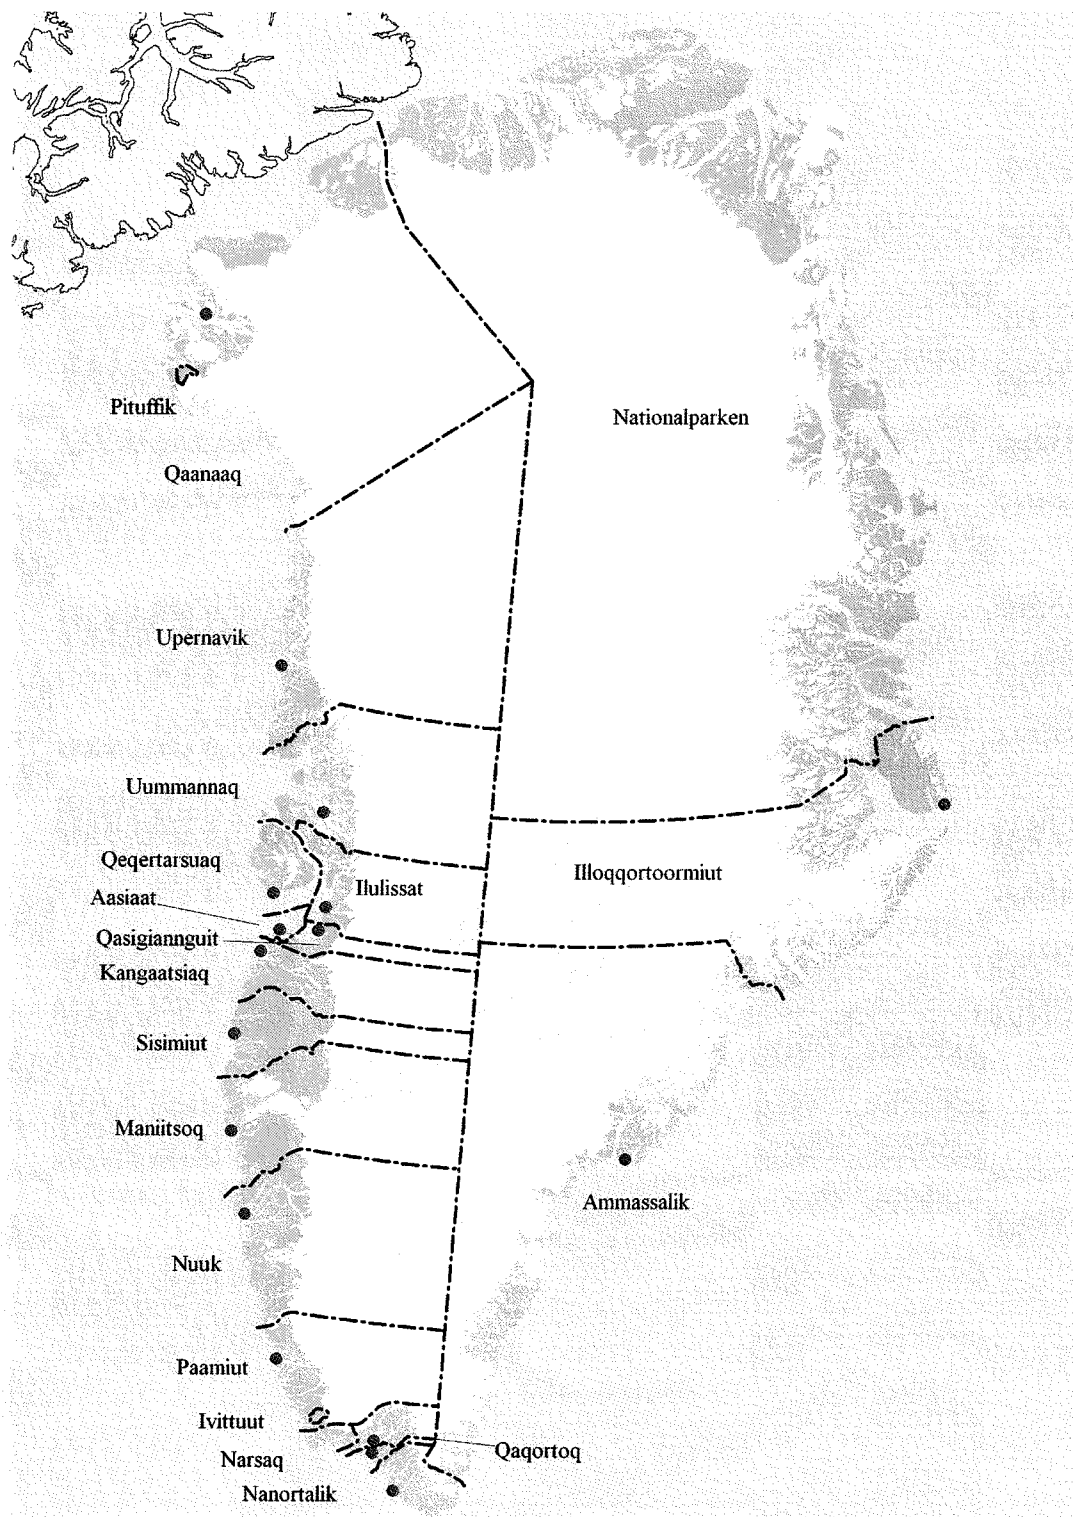 Pituffik
Nationalparken
Qaanaaq
Upernavik
Uummannaq
Qeqertarsuaq
Ilulissat
Illoqqortoormiut
Aasiaat
Qasigiannguit
Kangaatsiaq
Sisimiut
Maniitsoq
Ammassalik
Nuuk
Paamiut
Ivittuut
Narsaq
Qaqortoq
Nanortalik